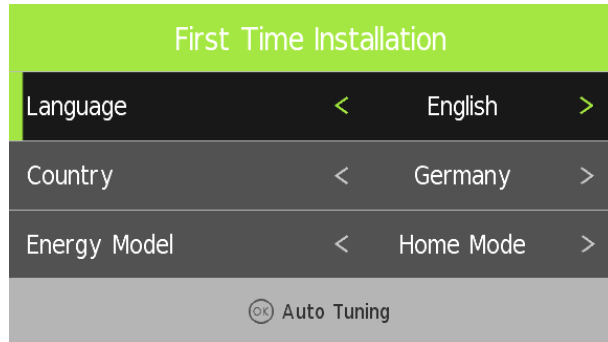 First Time Installation
Language < English >
Country < Germany >
Energy Model < Home Mode >
OK Auto Tuning